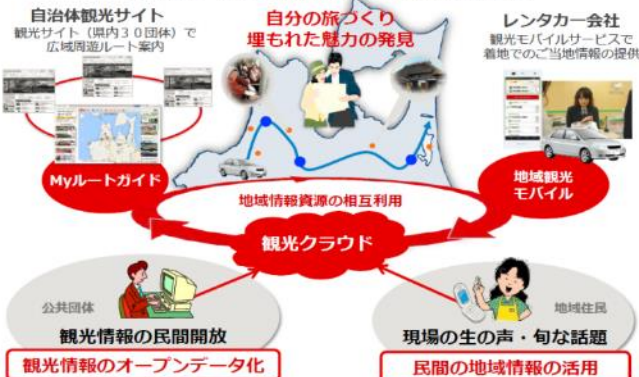 自治体観光サイト
観光サイト（県内３０団体）で
広域周遊ルート案内
自分の旅づくり
埋もれた魅力の発見
レンタカー会社
観光モバイルサービスで
着地でのご当地情報の提供
Myルートガイド
地域観光
モバイル
地域情報資源の相互利用
観光クラウド
公共団体
観光情報の民間開放
観光情報のオープンデータ化
地域住民
現場の生の声・旬な話題
民間の地域情報の活用